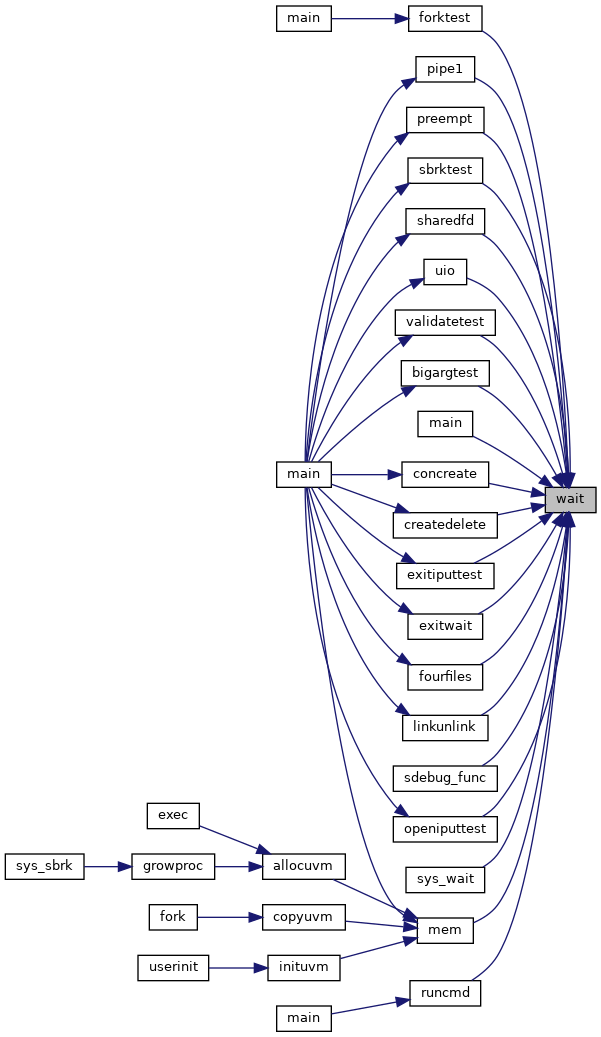 main
forktest
pipe1
preempt
sbrktest
sharedfd
uio
validatetest
bigargtest
main
main
concreate
wait
createdelete
exitiputtest
exitwait
fourfiles
linkunlink
sdebug_func
exec
openiputtest
sys_sbrk
growproc
allocuvm
sys_wait
fork
copyuvm
mem
userinit
inituvm
runcmd
main